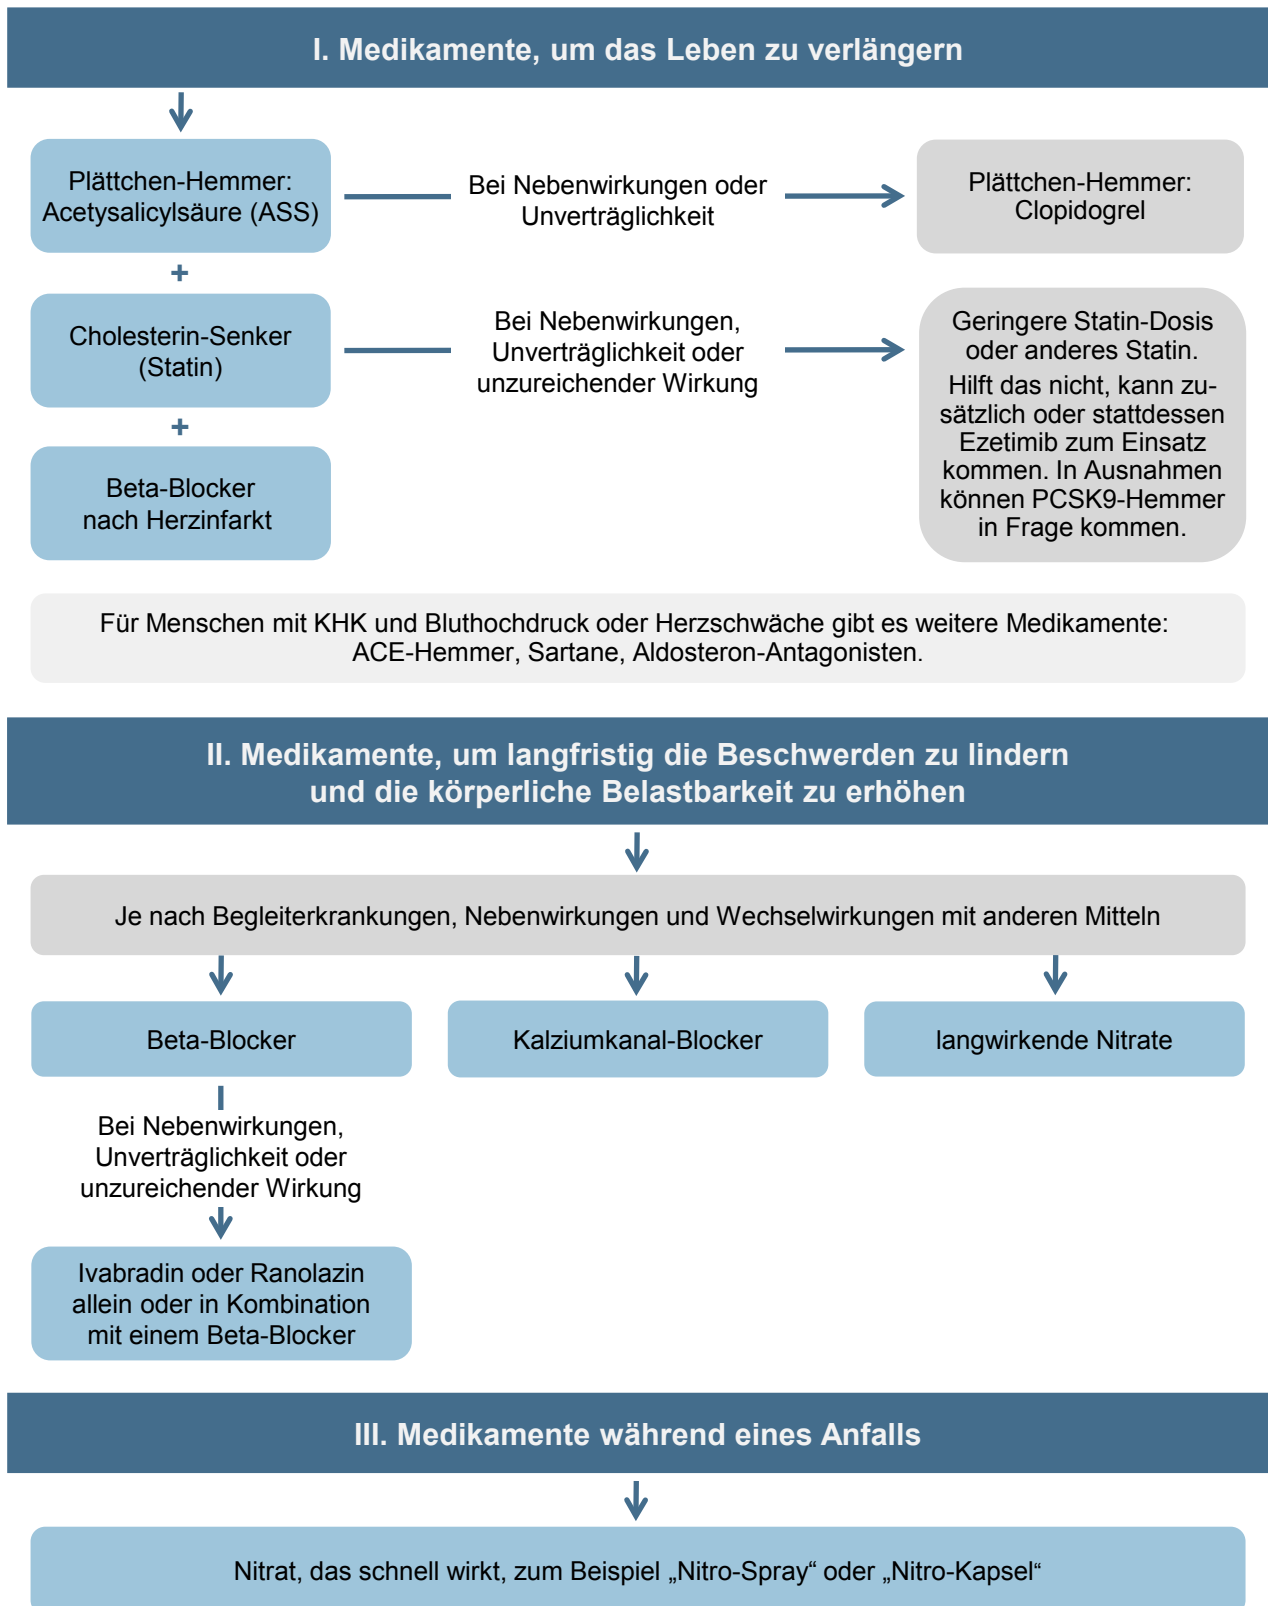 I. Medikamente, um das Leben zu verlängern
Plättchen-Hemmer:
Acetysalicylsäure (ASS)
Bei Nebenwirkungen oder
Unverträglichkeit
Plättchen-Hemmer:
Clopidogrel
+
Cholesterin-Senker
(Statin)
Bei Nebenwirkungen,
Unverträglichkeit oder
unzureichender Wirkung
Geringere Statin-Dosis
oder anderes Statin.
Hilft das nicht, kann zu-
sätzlich oder stattdessen
Ezetimib zum Einsatz
kommen. In Ausnahmen
können PCSK9-Hemmer
in Frage kommen.
+
Beta-Blocker
nach Herzinfarkt
Für Menschen mit KHK und Bluthochdruck oder Herzschwäche gibt es weitere Medikamente:
ACE-Hemmer, Sartane, Aldosteron-Antagonisten.
II. Medikamente, um langfristig die Beschwerden zu lindern
und die körperliche Belastbarkeit zu erhöhen
Je nach Begleiterkrankungen, Nebenwirkungen und Wechselwirkungen mit anderen Mitteln
Beta-Blocker
Kalziumkanal-Blocker
langwirkende Nitrate
Bei Nebenwirkungen,
Unverträglichkeit oder
unzureichender Wirkung
Ivabradin oder Ranolazin
allein oder in Kombination
mit einem Beta-Blocker
III. Medikamente während eines Anfalls
Nitrat, das schnell wirkt, zum Beispiel „Nitro-Spray“ oder „Nitro-Kapsel“